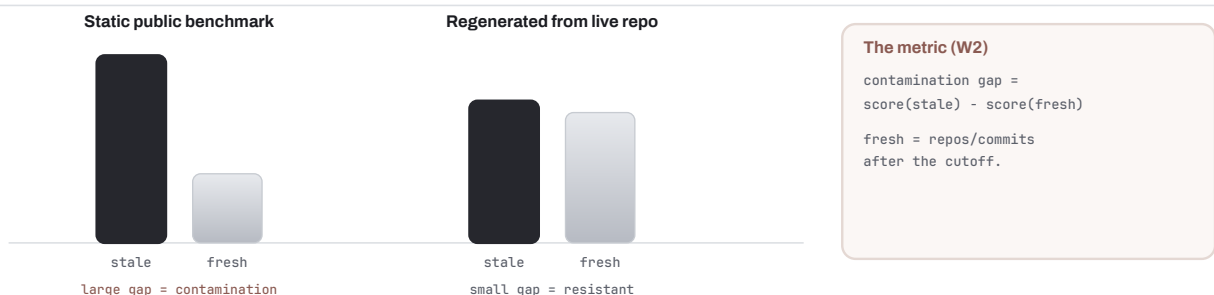 Static public benchmark
Regenerated from live repo
stale
fresh
stale
fresh
large gap = contamination
small gap = resistant
The metric (W2)
contamination gap =
score(stale) - score(fresh)
fresh = repos/commits
after the cutoff.